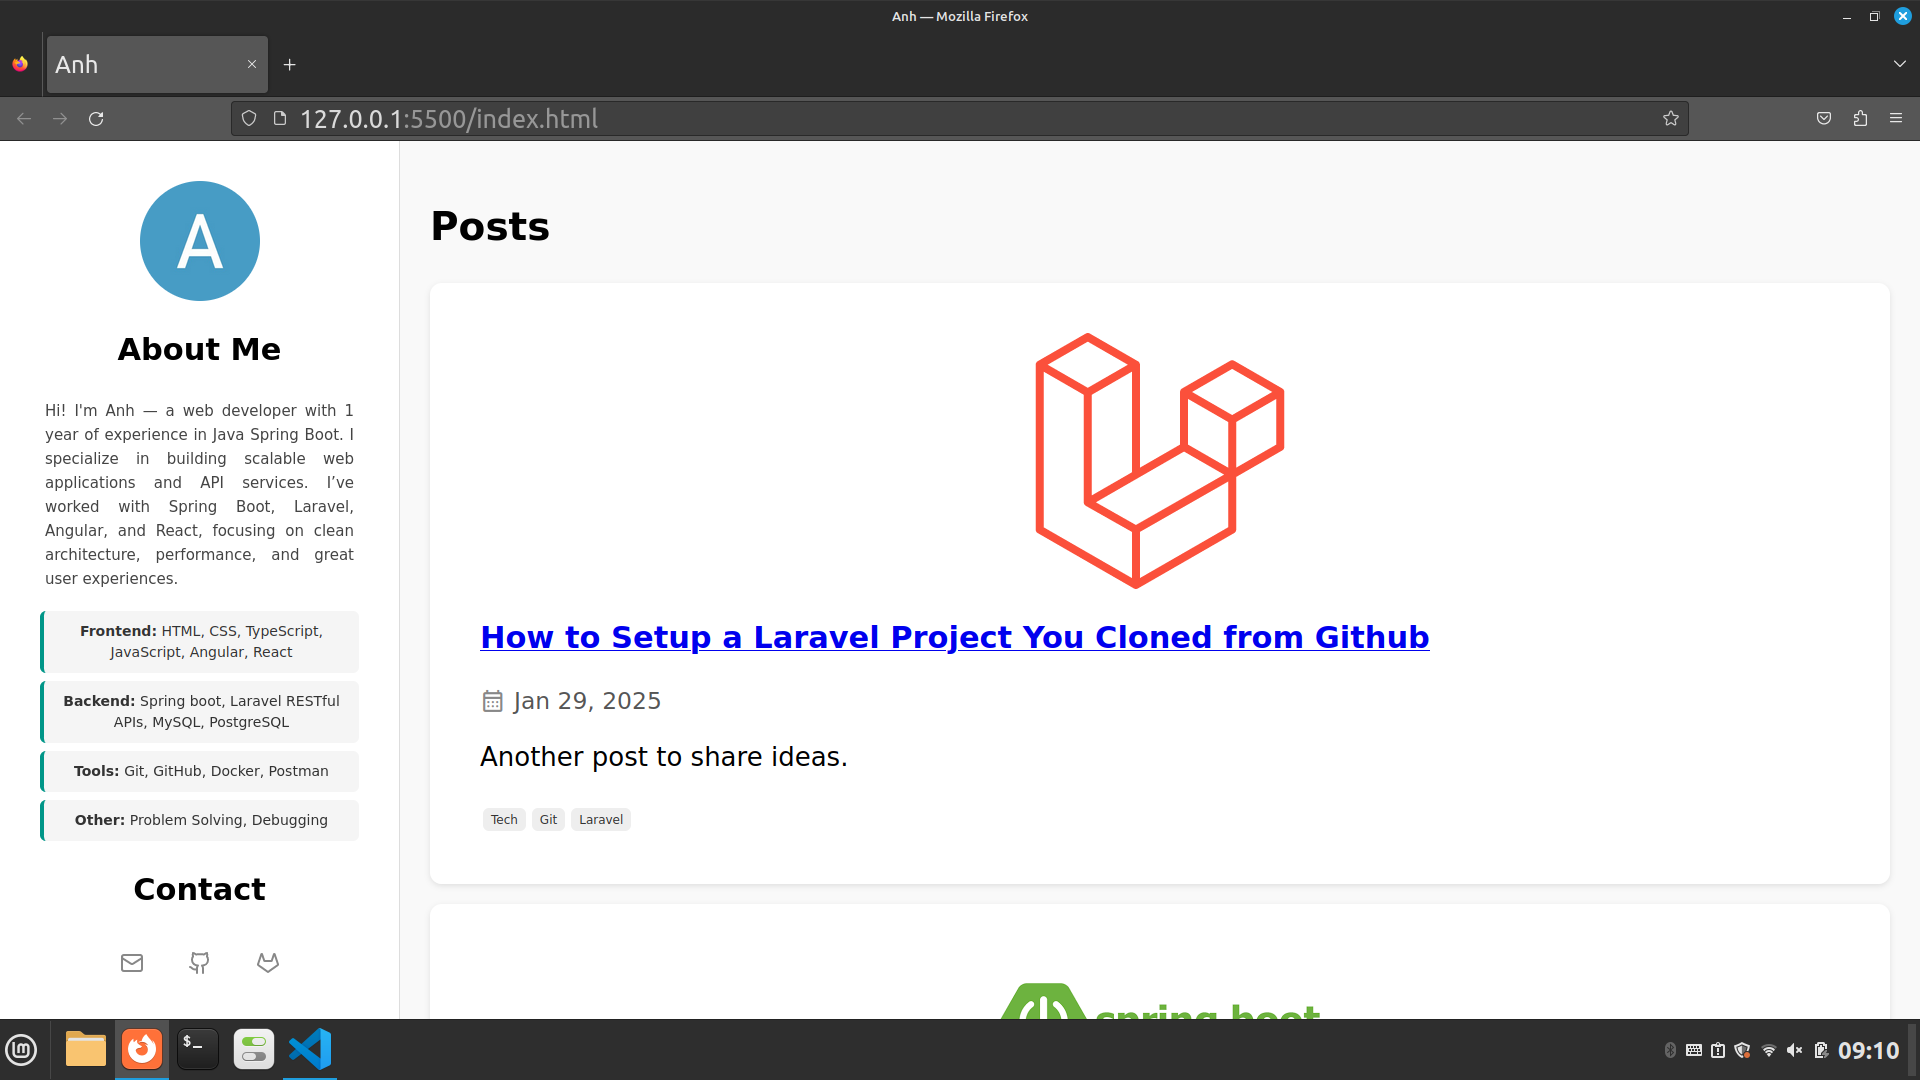 Anh — Mozilla Firefox
Anh
127.0.0.1:5500/index.html
A
About Me
Hi! I'm Anh — a web developer with 1
year of experience in Java Spring Boot. I
specialize in building scalable web
applications and API services. I’ve
worked with Spring Boot, Laravel,
Angular, and React, focusing on clean
architecture, performance, and great
user experiences.
Frontend: HTML, CSS, TypeScript,
JavaScript, Angular, React
Backend: Spring boot, Laravel RESTful
APIs, MySQL, PostgreSQL
Tools: Git, GitHub, Docker, Postman
Other: Problem Solving, Debugging
Contact
Posts
How to Setup a Laravel Project You Cloned from Github
Jan 29, 2025
Another post to share ideas.
Tech Git Laravel
spring boot
$_
09:10